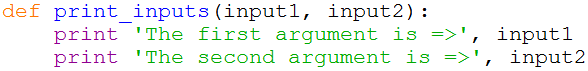 def print_inputs(input1, input2):
    print 'The first argument is =>', input1
    print 'The second argument is =>', input2